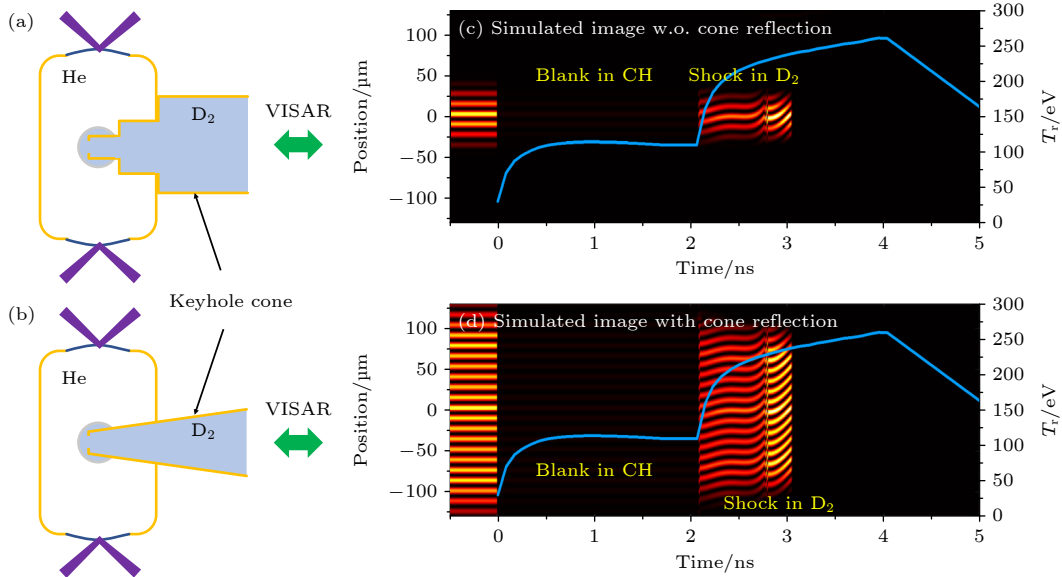 (a)
He
D₂
VISAR
Keyhole cone
(b)
He
D₂
VISAR
(c) Simulated image w.o. cone reflection
Blank in CH
Shock in D₂
Position/µm
100
50
0
−50
−100
0
1
2
3
4
5
Time/ns
300
250
200
150
100
50
0
Tr/eV
(d) Simulated image with cone reflection
Blank in CH
Shock in D₂
Position/µm
100
50
0
−50
−100
0
1
2
3
4
5
Time/ns
300
250
200
150
100
50
0
Tr/eV